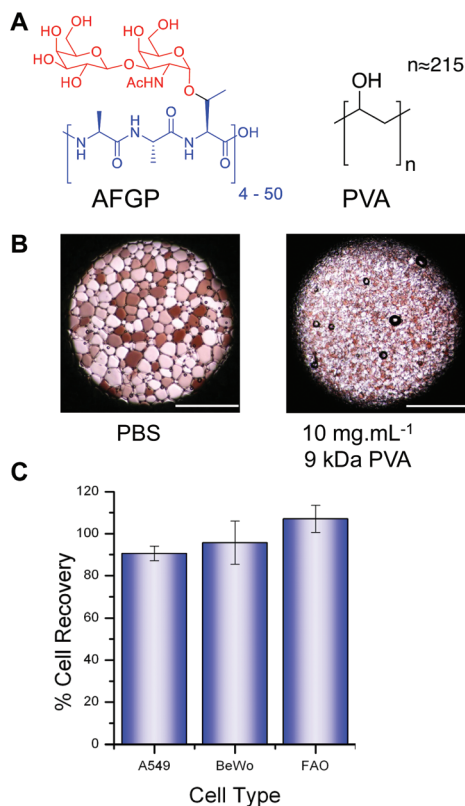 A
OH
OH
OH
HO
O
O
HO
O
OH
AcHN
O
N
H
O
H
N
O
N
H
O
OH
4 - 50
AFGP
OH
n≈215
n
PVA
B
PBS
10 mg.mL⁻¹
9 kDa PVA
C
% Cell Recovery
120
100
80
60
40
20
0
A549 BeWo FAO
Cell Type